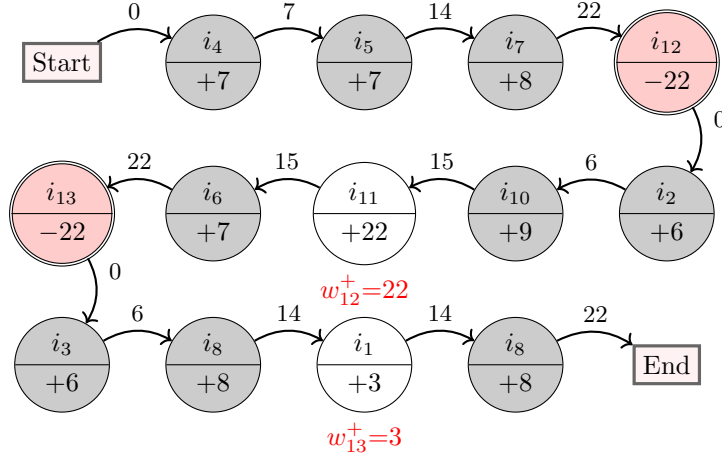 0 7 14 22
Start i₄ i₅ i₇ i₁₂
+7 +7 +8 −22
0
22 15 15 6
i₁₃ i₆ i₁₁ i₁₀ i₂
−22 +7 +22 +9 +6
0
w₁₂⁺=22
6 14 14 22
i₃ i₈ i₁ i₈ End
+6 +8 +3 +8
w₁₃⁺=3